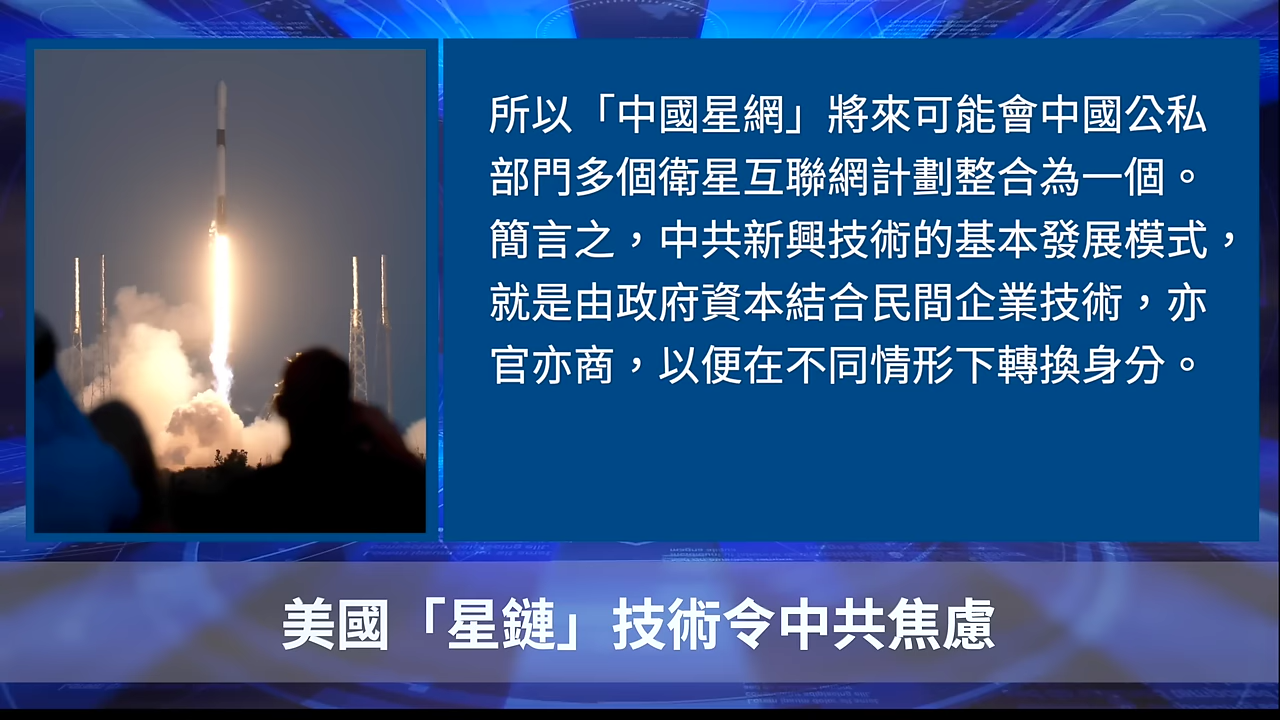 所以「中國星網」將來可能會中國公私
部門多個衛星互聯網計劃整合為一個。
簡言之，中共新興技術的基本發展模式，
就是由政府資本結合民間企業技術，亦
官亦商，以便在不同情形下轉換身分。
美國「星鏈」技術令中共焦慮